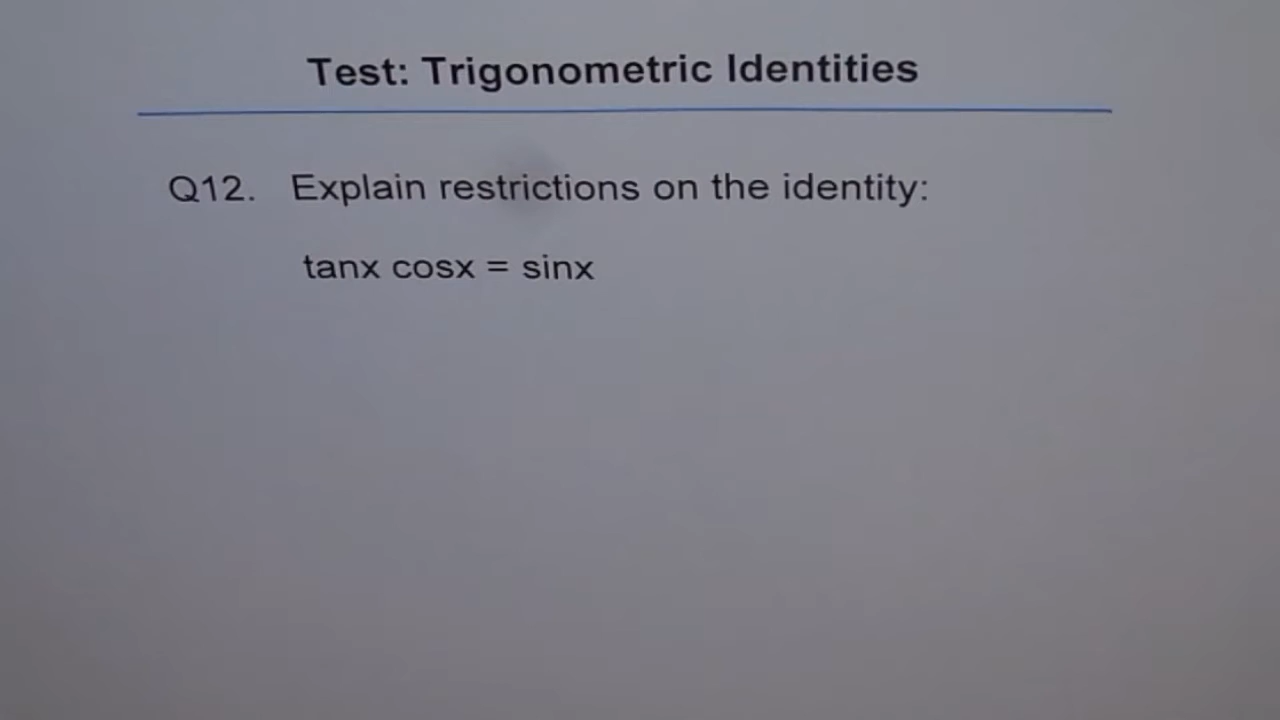 Test: Trigonometric Identities
Q12. Explain restrictions on the identity:
tanx cosx = sinx